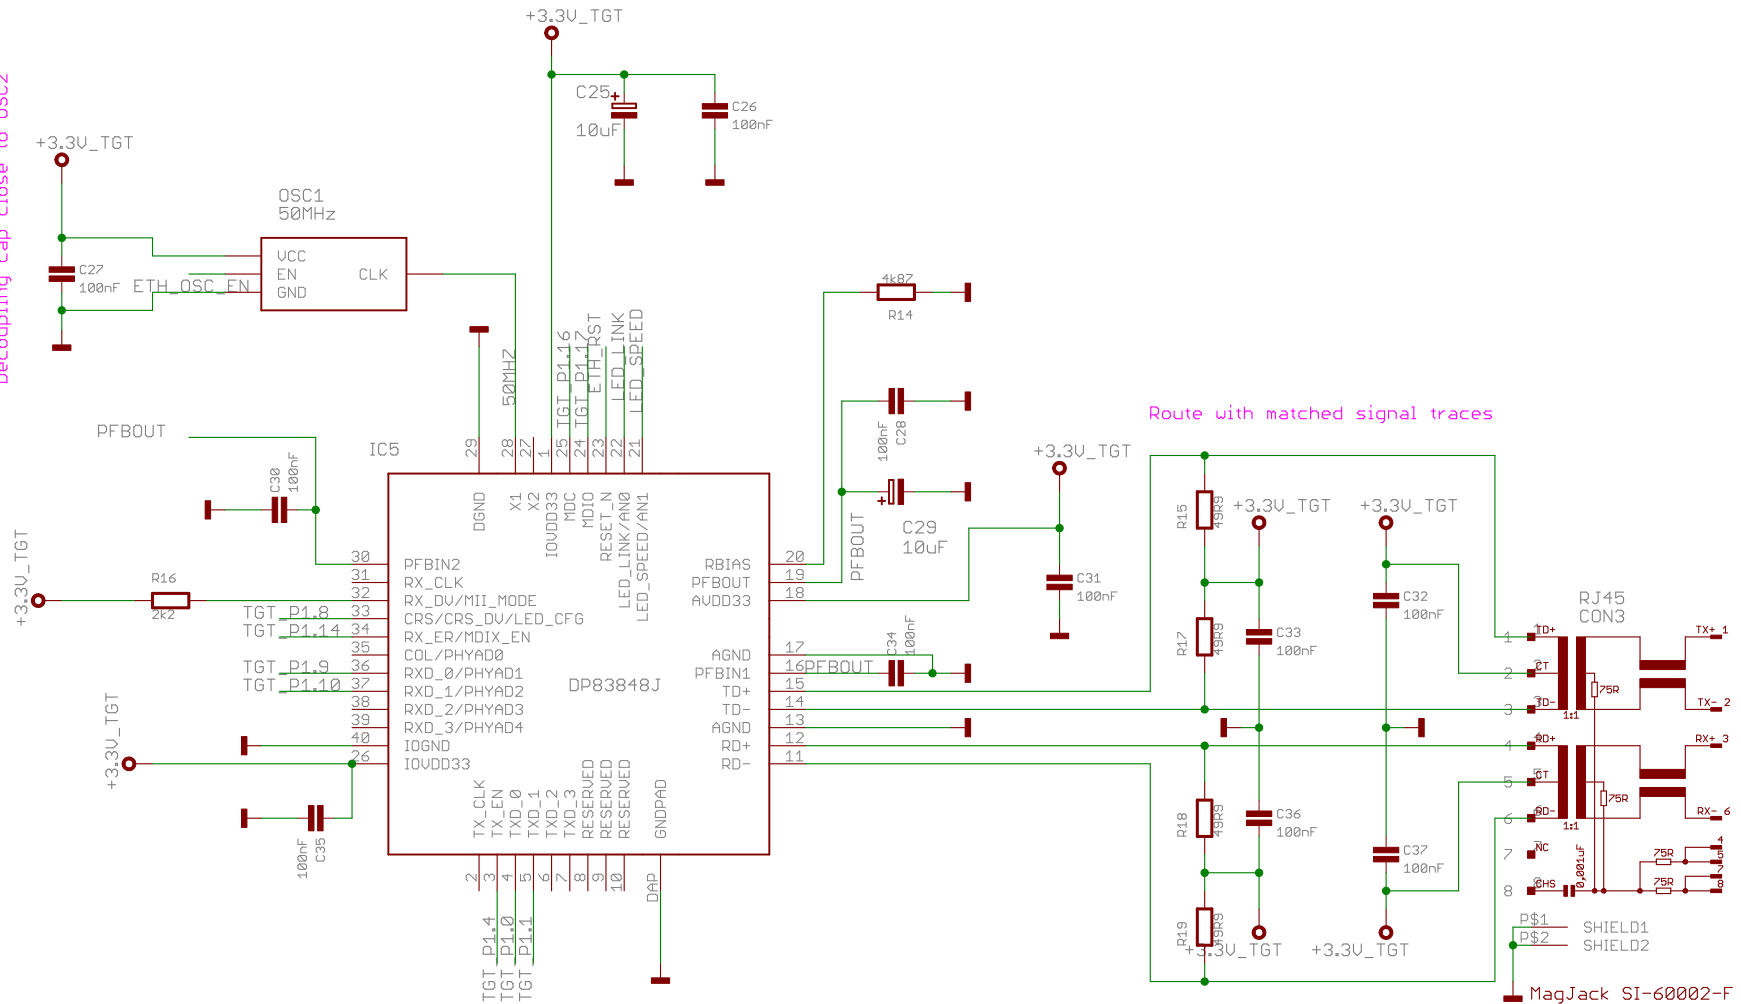 +3.3V_TGT
C25
+
10uF
C26
100nF
Decoupling cap close to OSC2
+3.3V_TGT
OSC1
50MHz
VCC
EN
GND
CLK
C27
100nF
ETH_OSC_EN
4k87
R14
50MHZ
TGT_P1.16
TGT_P1.17
ETH_RST
LED_LINK
LED_SPEED
100nF
C28
+
C29
10uF
PFBOUT
Route with matched signal traces
PFBOUT
C30
100nF
IC5
29
28
27
1
25
24
23
22
21
DGND
X1
X2
IOVDD33
MDC
MDIO
RESET_N
LED_LINK/AN0
LED_SPEED/AN1
+3.3V_TGT
R16
2k2
TGT_P1.8
TGT_P1.14
TGT_P1.9
TGT_P1.10
+3.3V_TGT
100nF
C35
30 PFBIN2
31 RX_CLK
32 RX_DV/MII_MODE
33 CRS/CRS_DV/LED_CFG
34 RX_ER/MDIX_EN
35 COL/PHYAD0
36 RXD_0/PHYAD1
37 RXD_1/PHYAD2
38 RXD_2/PHYAD3
39 RXD_3/PHYAD4
40 IOGND
26 IOVDD33
DP83848J
RBIAS 20
PFBOUT 19
AVDD33 18
AGND 17
PFBIN1 16
TD+ 15
TD- 14
AGND 13
RD+ 12
RD- 11
PFBOUT
C34
100nF
TX_CLK
TX_EN
TXD_0
TXD_1
TXD_2
TXD_3
RESERVED
RESERVED
RESERVED
GNDPAD
2
3
4
5
6
7
8
9
10
DAP
TGT_P1.4
TGT_P1.0
TGT_P1.1
+3.3V_TGT
C31
100nF
R15
49R9
+3.3V_TGT
+3.3V_TGT
R17
49R9
C33
100nF
C32
100nF
R18
49R9
C36
100nF
C37
100nF
R19
49R9
+3.3V_TGT
+3.3V_TGT
RJ45
CON3
1 TD+
2 CT
3 TD-
4 RD+
5 CT
6 RD-
7 NC
8 CHS
1:1
75R
1:1
75R
0,001uF
75R
75R
TX+ 1
TX- 2
RX+ 3
RX- 6
4
5
7
8
P$1 SHIELD1
P$2 SHIELD2
MagJack SI-60002-F